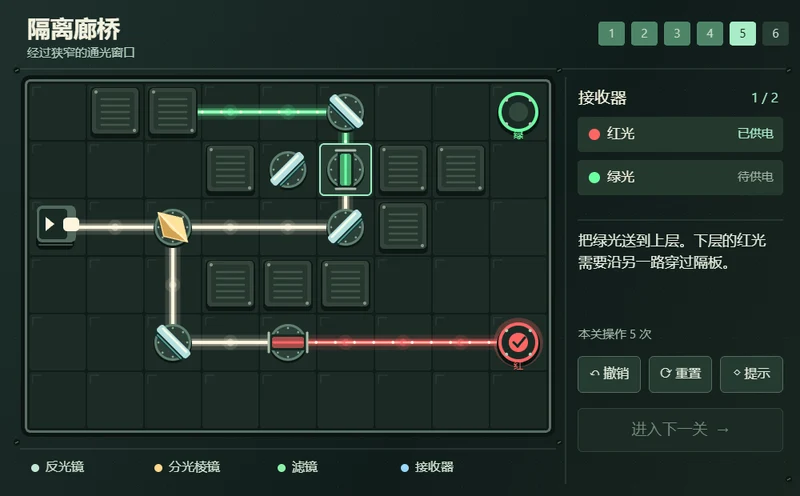 隔离廊桥
经过狭窄的通光窗口
1 2 3 4 5 6
绿
接收器 1 / 2
红光 已供电
绿光 待供电
把绿光送到上层。下层的红光
需要沿另一路穿过隔板。
红
本关操作 5 次
撤销 重置 提示
进入下一关 →
反光镜 分光棱镜 滤镜 接收器